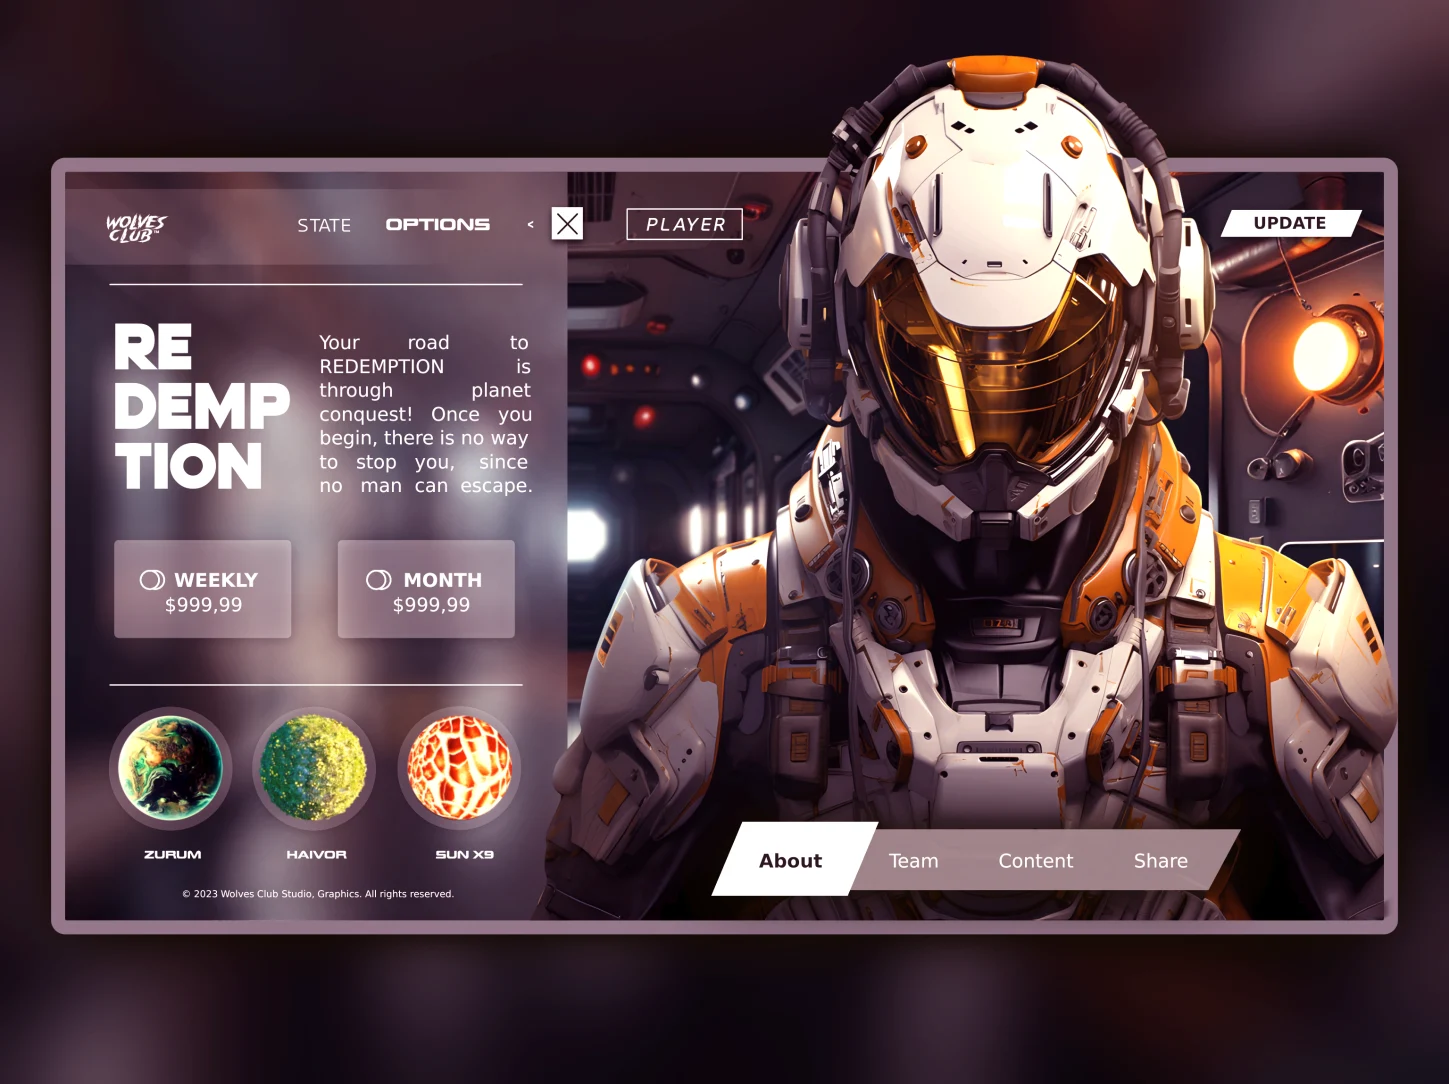 WOLVES
CLUB™
STATE
OPTIONS
<
PLAYER
UPDATE
RE
DEMP
TION
Your road to
REDEMPTION is
through planet
conquest! Once you
begin, there is no way
to stop you, since
no man can escape.
WEEKLY
$999,99
MONTH
$999,99
ZURUM
HAIVOR
SUN X9
© 2023 Wolves Club Studio, Graphics. All rights reserved.
About
Team
Content
Share